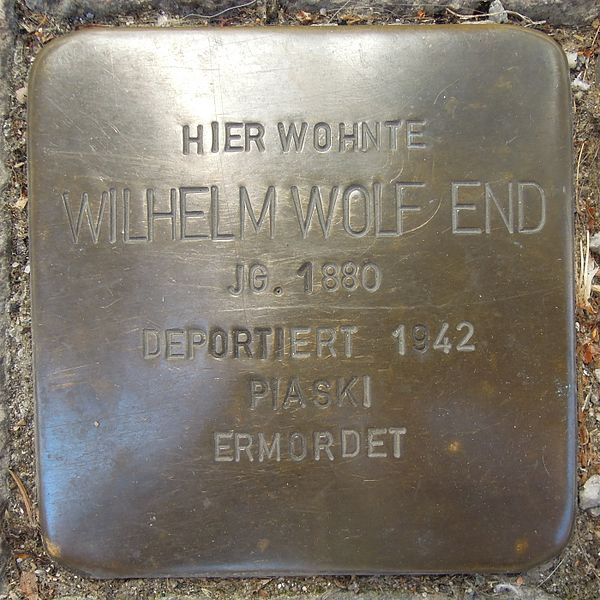 HIER WOHNTE
WILHELM WOLF END
JG. 1880
DEPORTIERT 1942
PIASKI
ERMORDET